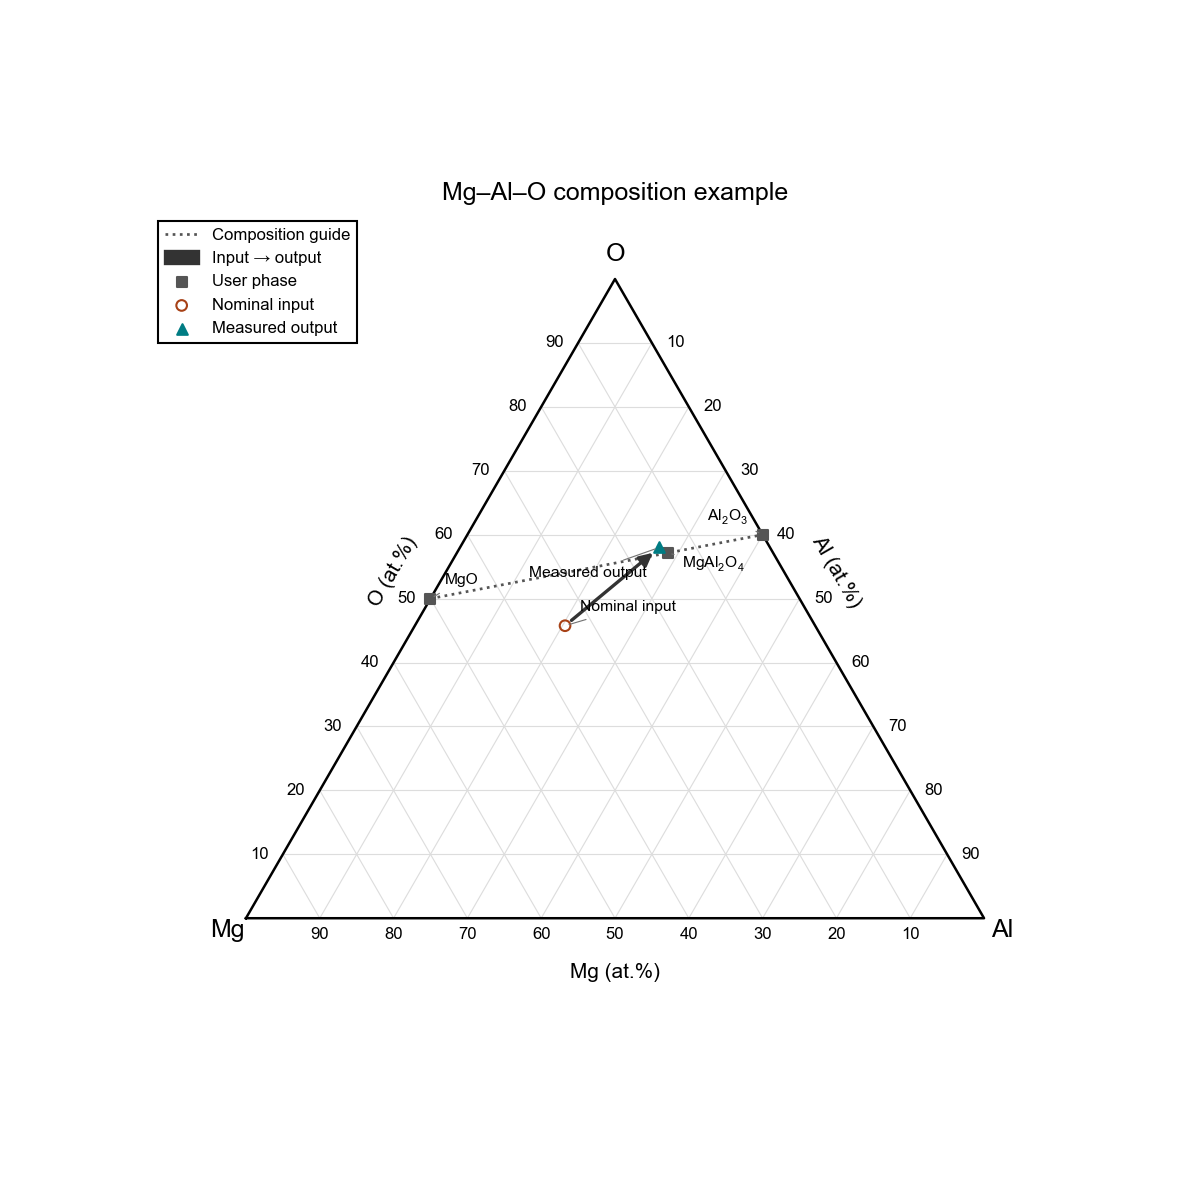 Mg–Al–O composition example
Composition guide
Input → output
User phase
Nominal input
Measured output
O
90
10
80
20
70
30
Al₂O₃
60
40
O (at.%)
Al (at.%)
MgAl₂O₄
Measured output
MgO
50
50
Nominal input
40
60
30
70
20
80
10
90
Mg
Al
90
80
70
60
50
40
30
20
10
Mg (at.%)